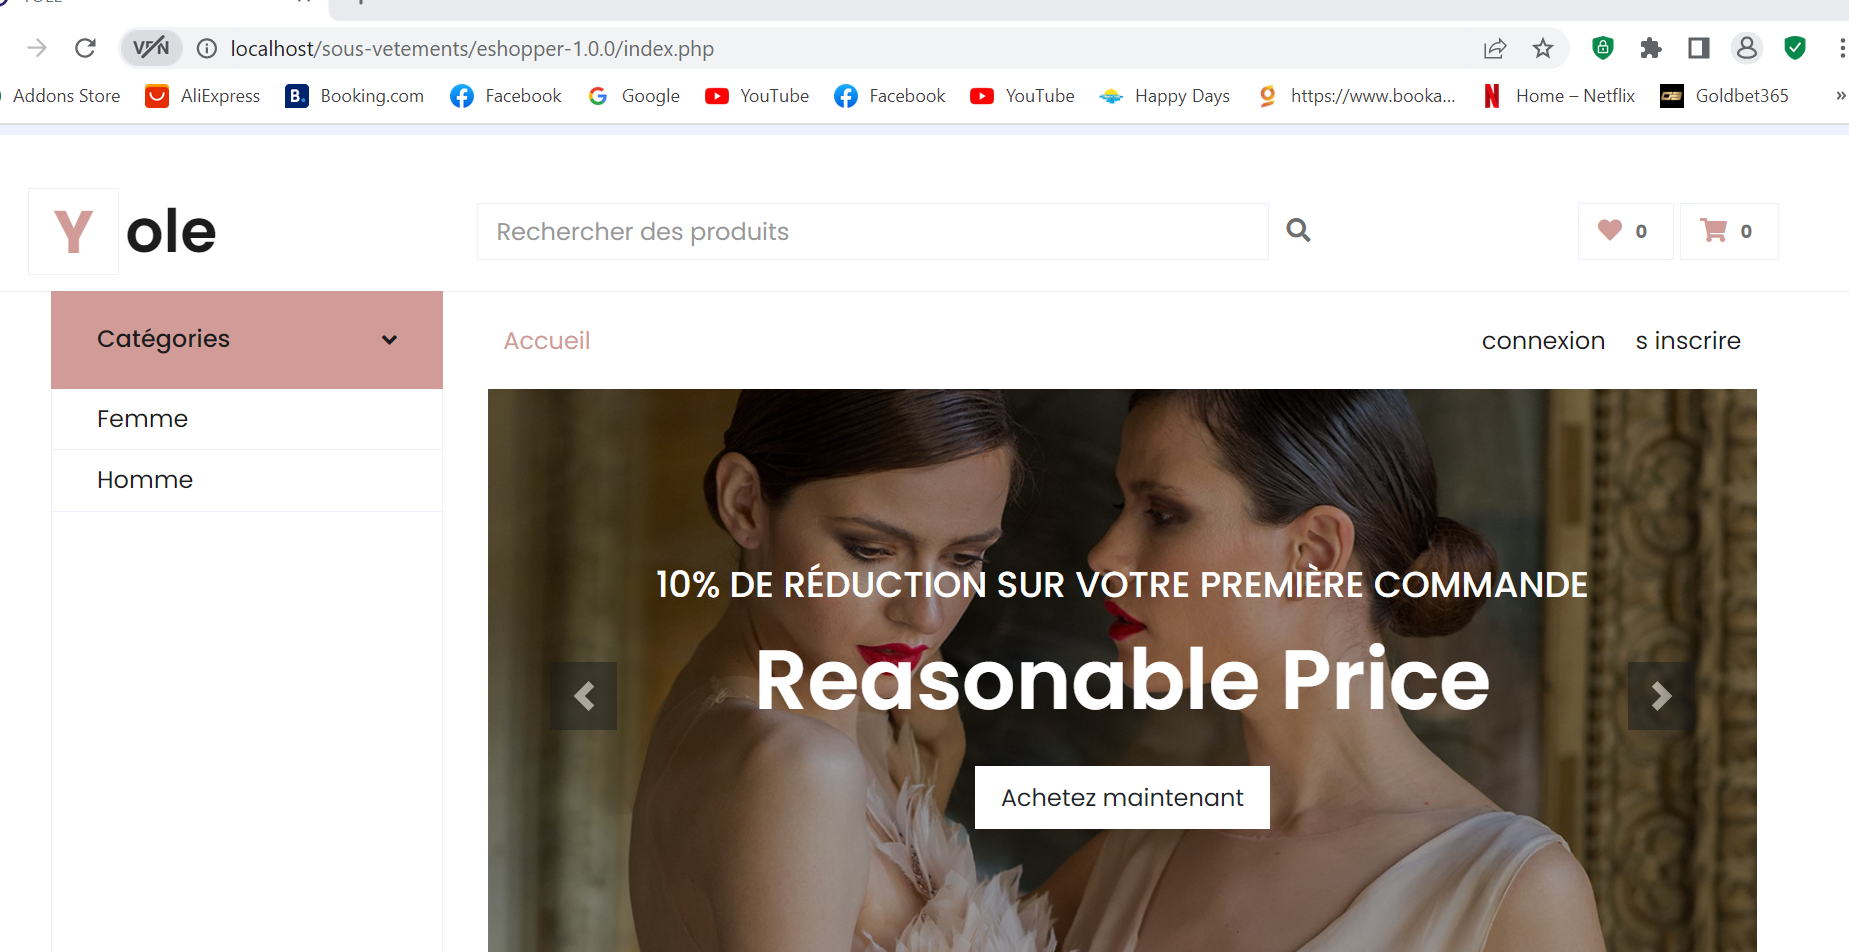 VPN localhost/sous-vetements/eshopper-1.0.0/index.php
Addons Store AliExpress B. Booking.com Facebook G Google YouTube Facebook YouTube Happy Days https://www.booka... N Home – Netflix Goldbet365 »
Y ole
Rechercher des produits
0 0
Catégories
Accueil
connexion s inscrire
Femme
Homme
10% DE RÉDUCTION SUR VOTRE PREMIÈRE COMMANDE
Reasonable Price
Achetez maintenant